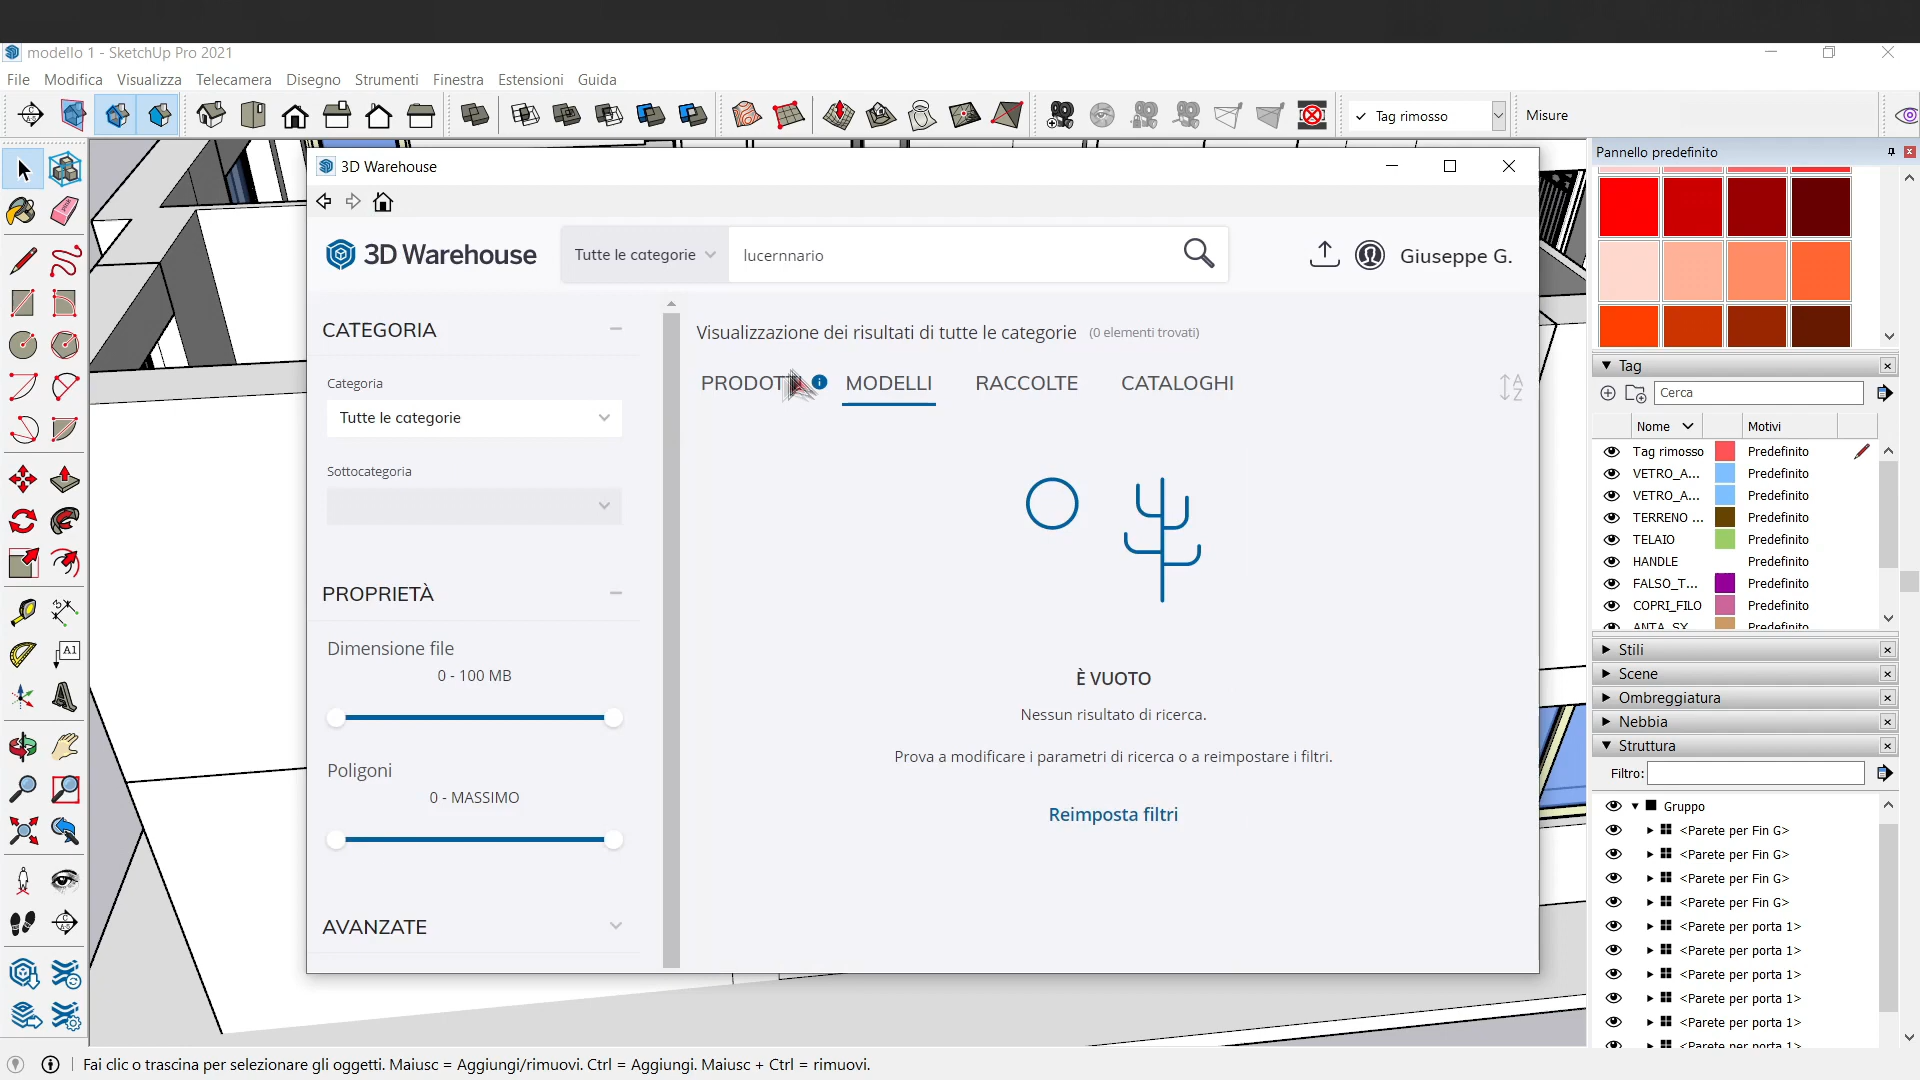 modello 1 - SketchUp Pro 2021
File Modifica Visualizza Telecamera Disegno Strumenti Finestra Estensioni Guida
Tag rimosso
Misure
A1
3D Warehouse
3D Warehouse
Tutte le categorie
lucernnario
Giuseppe G.
CATEGORIA
Categoria
Tutte le categorie
Sottocategoria
PROPRIETÀ
Dimensione file
0 - 100 MB
Poligoni
0 - MASSIMO
AVANZATE
Visualizzazione dei risultati di tutte le categorie (0 elementi trovati)
MODELLI RACCOLTE CATALOGHI
A
Z
È VUOTO
Nessun risultato di ricerca.
Prova a modificare i parametri di ricerca o a reimpostare i filtri.
Reimposta filtri
Pannello predefinito
Tag
Cerca
Nome Motivi
Tag rimosso Predefinito
VETRO_A... Predefinito
VETRO_A... Predefinito
TERRENO ... Predefinito
TELAIO Predefinito
HANDLE Predefinito
FALSO_T... Predefinito
COPRI_FILO Predefinito
ANTA_SX Predefinito
Stili
Scene
Ombreggiatura
Nebbia
Struttura
Filtro:
Gruppo
<Parete per Fin G>
<Parete per Fin G>
<Parete per Fin G>
<Parete per Fin G>
<Parete per porta 1>
<Parete per porta 1>
<Parete per porta 1>
<Parete per porta 1>
<Parete per porta 1>
<Parete per porta 1>
Fai clic o trascina per selezionare gli oggetti. Maiusc = Aggiungi/rimuovi. Ctrl = Aggiungi. Maiusc + Ctrl = rimuovi.